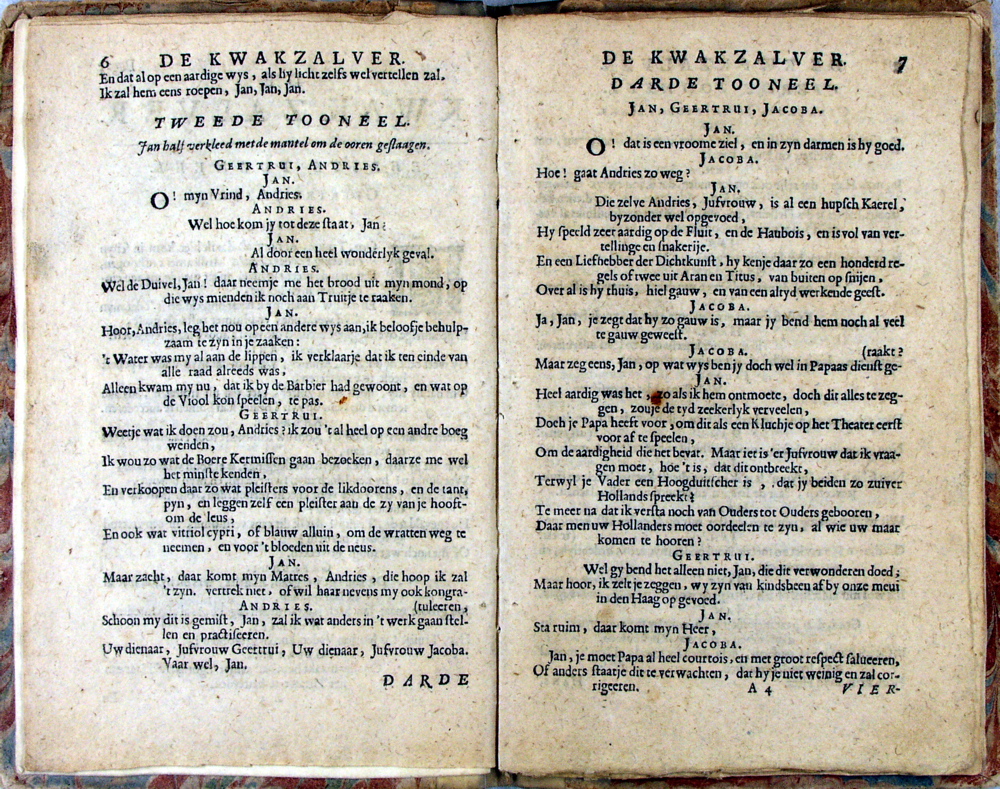 6 DE KWAKZALVER.
En dat al op een aardige wys, als hy licht zelfs wel vertellen zal.
Ik zal hem eens roepen, Jan, Jan, Jan.
TWEEDE TOONEEL.
Jan half verkleed met de mantel om de ooren geslaagen.
GEERTRUI, ANDRIES.
JAN.
O! myn Vrind, Andries.
ANDRIES.
Wel hoe kom jy tot deze staat, Jan?
JAN.
Al door een heel wonderlyk geval.
ANDRIES.
Wel de Duivel, Jan! daar neemje me het brood uit myn mond, op
die wys mienden ik noch aan Truitje te raaken.
JAN.
Hoor, Andries, leg het nou op een andere wys aan, ik beloofje behulp-
zaam te zyn in je zaaken:
't Water was my al aan de lippen, ik verklaarje dat ik ten einde van
alle raad alreeds was,
Alleen kwam my nu, dat ik by de Barbier had gewoont, en wat op
de Viool kon speelen, te pas.
GEERTRUI.
Weetje wat ik doen zou, Andries? ik zou 't al heel op een andre boeg
wenden,
Ik wou zo wat de Boere Kermissen gaan bezoeken, daarze me wel
het minste kenden,
En verkoopen daar zo wat pleisters voor de likdoorens, en de tant,
pyn, en leggen zelf een pleister aan de zy van je hooft-
om de leus,
En ook wat vitriol cypri, of blauw alluin, om de wratten weg te
neemen, en voor 't bloeden uit de neus.
JAN.
Maar zacht, daar komt myn Matres, Andries, die hoop ik zal
't zyn. vertrek niet, of wil haar nevens my ook kongra-
ANDRIES. (tuleeren,
Schoon my dit is gemist, Jan, zal ik wat anders in 't werk gaan stel-
len en practiseeren.
Uw dienaar, Jufvrouw Geertrui, Uw dienaar, Jufvrouw Jacoba.
Vaar wel, Jan.
DARDE
DE KWAKZALVER. 7
DARDE TOONEEL.
JAN, GEERTRUI, JACOBA.
JAN.
O! dat is een vroome ziel, en in zyn darmen is hy goed.
JACOBA.
Hoe! gaat Andries zo weg?
JAN.
Die zelve Andries, Jufvrouw, is al een hupsch Kaerel,
byzonder wel opgevoed,
Hy speeld zeer aardig op de Fluit, en de Haubois, en is vol van ver-
tellinge en snakerije.
En een Liefhebber der Dichtkunst, hy kenje daar zo een honderd re-
gels of twee uit Aran en Titus, van buiten op snijen,
Over al is hy thuis, hiel gauw, en van een altyd werkende geest.
JACOBA.
Ja, Jan, je zegt dat hy zo gauw is, maar jy bend hem noch al veel
te gauw geweest.
JACOBA. (raakt?
Maar zeg eens, Jan, op wat wys ben jy doch wel in Papaas dienst ge-
JAN.
Heel aardig was het, zo als ik hem ontmoete, doch dit alles te zeg-
gen, zouje de tyd zeekerlyk verveelen,
Doch je Papa heeft voor, om dit als een Kluchje op het Theater eerst
voor af te speelen,
Om de aardigheid die het bevat. Maar iet is 'er Jufvrouw dat ik vraa-
gen moet, hoe 't is, dat dit ontbreekt,
Terwyl je Vader een Hoogduitscher is, dat jy beiden zo zuiver
Hollands spreekt?
Te meer na dat ik versta noch van Ouders tot Ouders gebooren,
Daar men uw Hollanders moet oordeelen te zyn, al wie uw maar
komen te hooren?
GEERTRUI.
Wel gy bend het alleen niet, Jan, die dit verwonderen doed;
Maar hoor, ik zelt je zeggen, wy zyn van kindsbeen af by onze meui
in den Haag op gevoed.
JAN.
Sta ruim, daar komt myn Heer,
JACOBA.
Jan, je moet Papa al heel courtois, en met groot respect salueeren,
Of anders staatje dit te verwachten, dat hy je niet weinig en zal cor-
rigeeren. A 4 VIER-